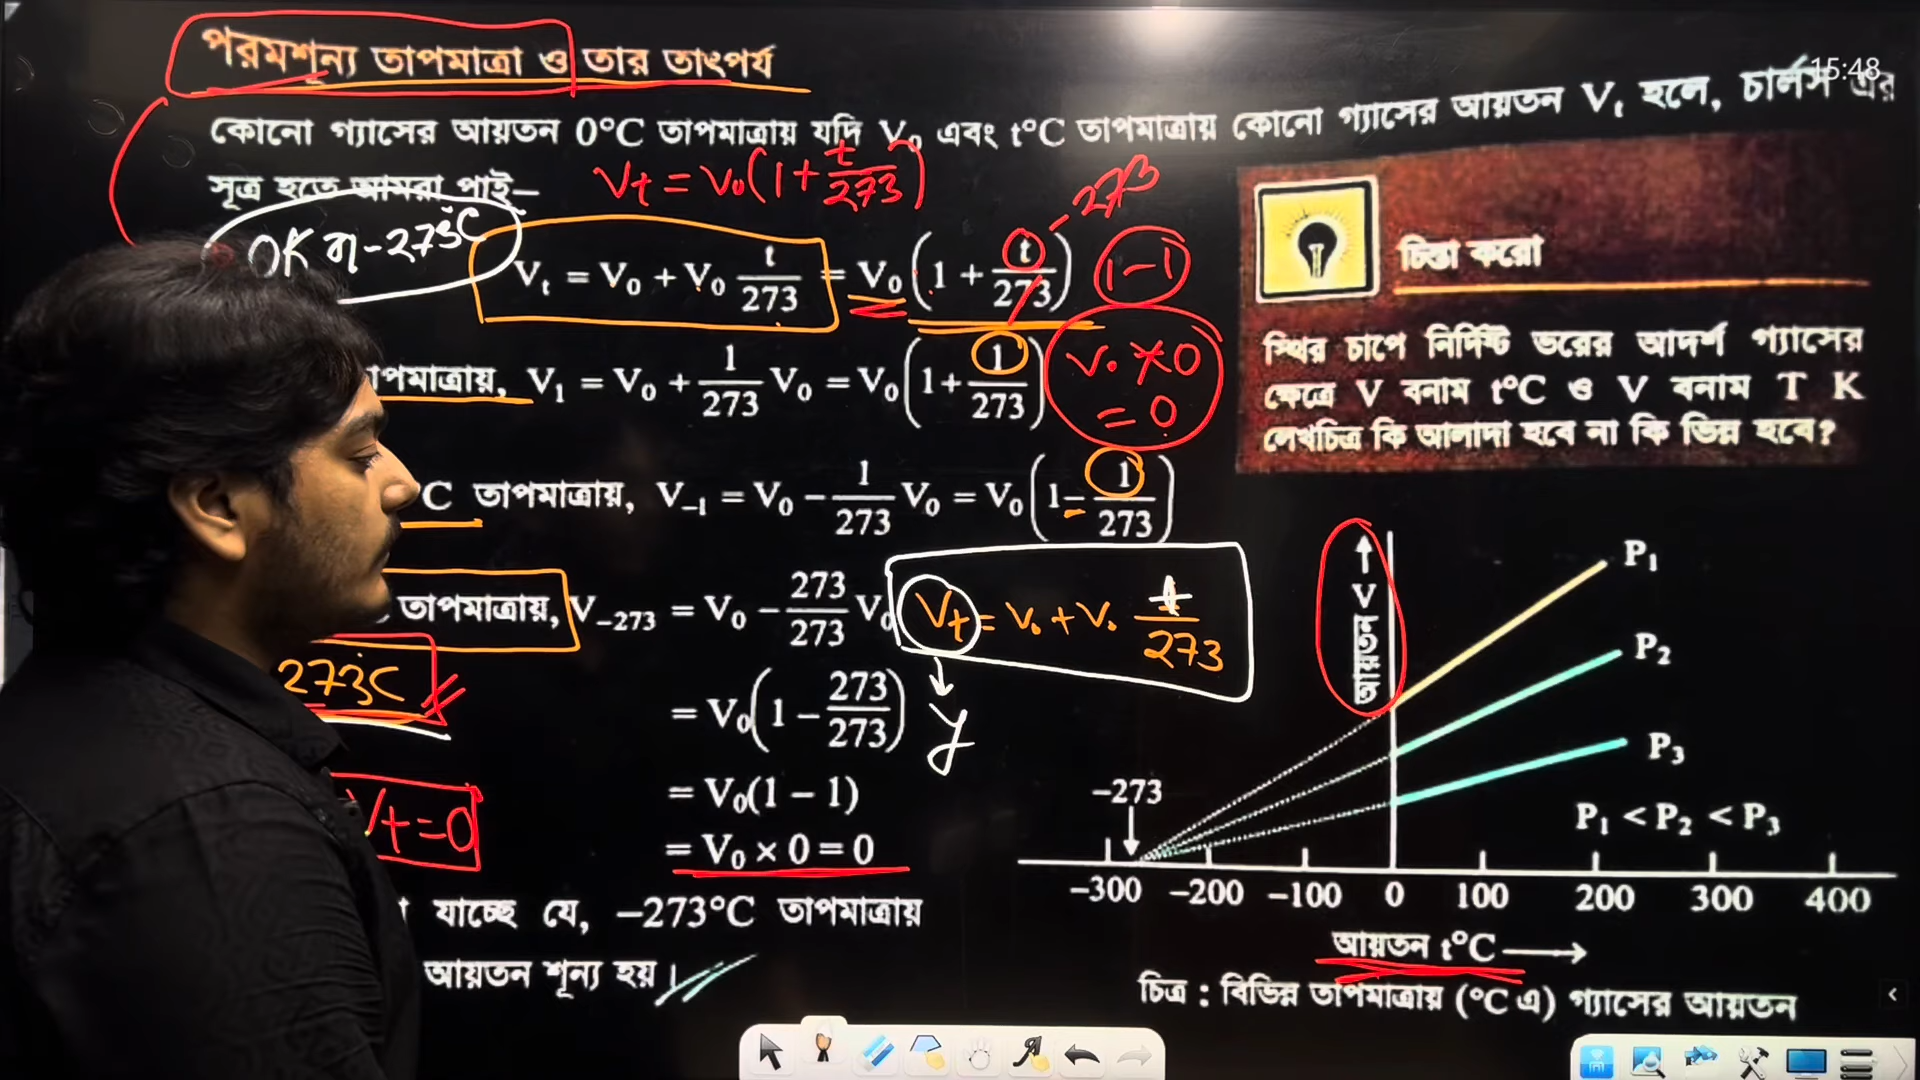 পরমশূন্য তাপমাত্রা ও তার তাৎপর্য
15:48
কোনো গ্যাসের আয়তন 0°C তাপমাত্রায় যদি V₀ এবং t°C তাপমাত্রায় কোনো গ্যাসের আয়তন Vₜ হলে, চার্লস এর
সূত্র হতে আমরা পাই–
Vt = V₀(1 + t/273)
OK বা -273°C
Vₜ = V₀ + V₀ t/273 = V₀(1 + t/273)
-273
(1-1)
V₀ × 0
= 0
পমাত্রায়, V₁ = V₀ + 1/273 V₀ = V₀(1 + 1/273)
°C তাপমাত্রায়, V₋₁ = V₀ − 1/273 V₀ = V₀(1 − 1/273)
তাপমাত্রায়, V₋₂₇₃ = V₀ − 273/273 V₀
273°C
= V₀(1 − 273/273)
Vt = V₀ + V₀ t/273
y
= V₀(1 − 1)
Vt=0
= V₀ × 0 = 0
যাচ্ছে যে, −273°C তাপমাত্রায়
আয়তন শূন্য হয়।
চিন্তা করো
স্থির চাপে নির্দিষ্ট ভরের আদর্শ গ্যাসের
ক্ষেত্রে V বনাম t°C ও V বনাম T K
লেখচিত্র কি আলাদা হবে না কি ভিন্ন হবে?
আয়তন V →
P₁
P₂
P₃
−273
P₁ < P₂ < P₃
−300 −200 −100 0 100 200 300 400
আয়তন t°C →
চিত্র : বিভিন্ন তাপমাত্রায় (°C এ) গ্যাসের আয়তন